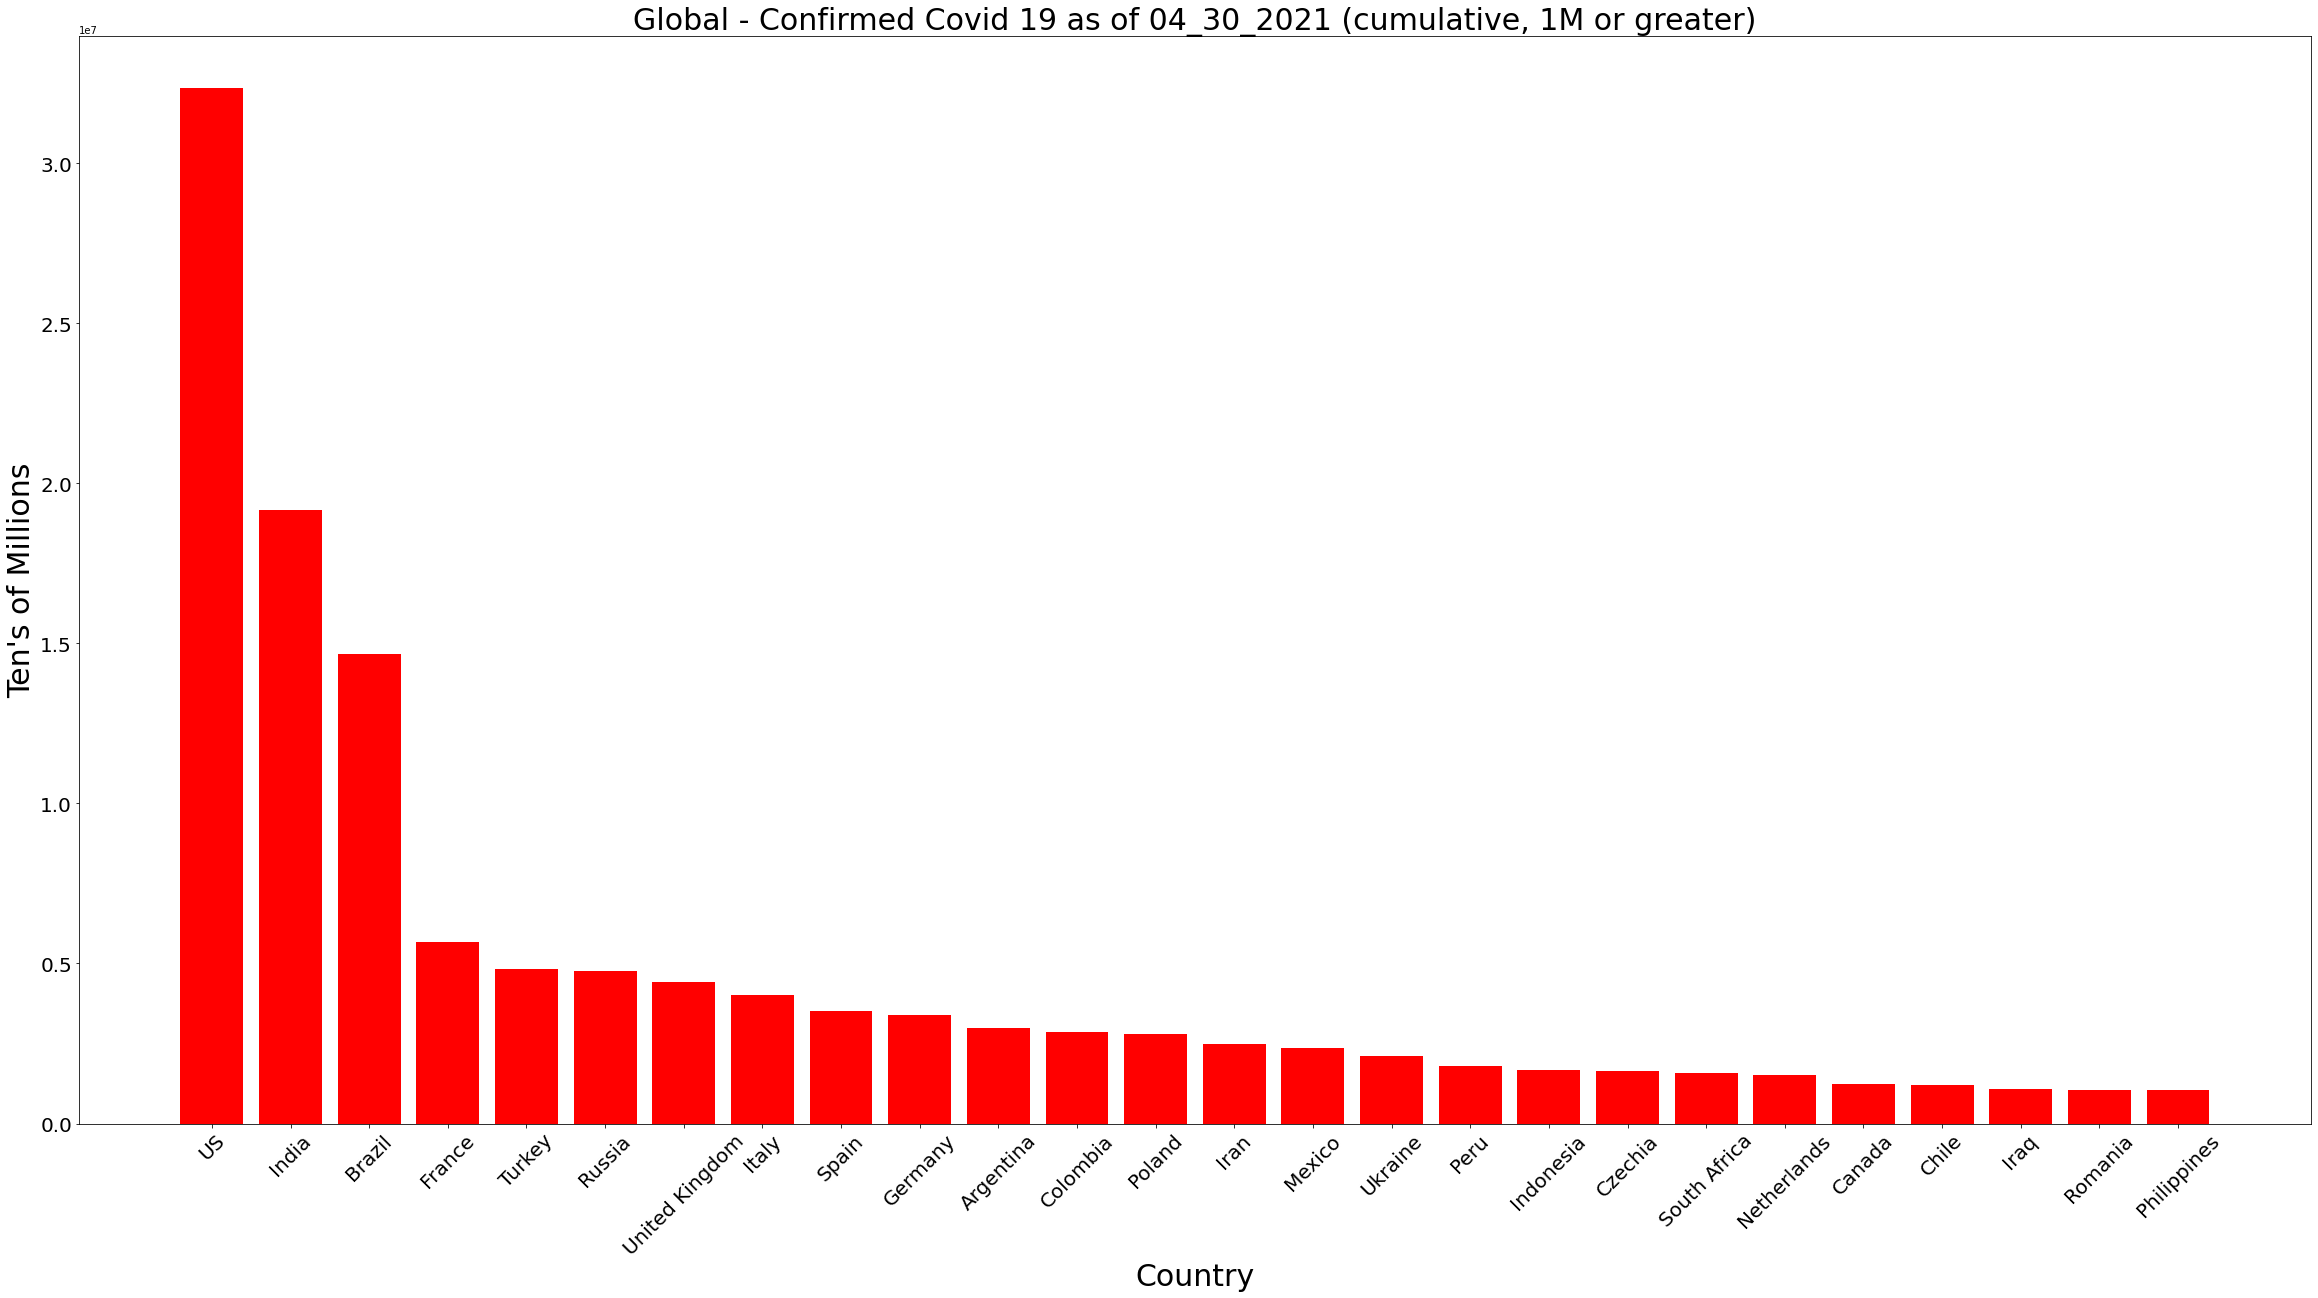 Global - Confirmed Covid 19 as of 04_30_2021 (cumulative, 1M or greater)
1e7
3.0
2.5
2.0
1.5
1.0
0.5
0.0
Ten's of Millions
US
India
Brazil
France
Turkey
Russia
United Kingdom
Italy
Spain
Germany
Argentina
Colombia
Poland
Iran
Mexico
Ukraine
Peru
Indonesia
Czechia
South Africa
Netherlands
Canada
Chile
Iraq
Romania
Philippines
Country